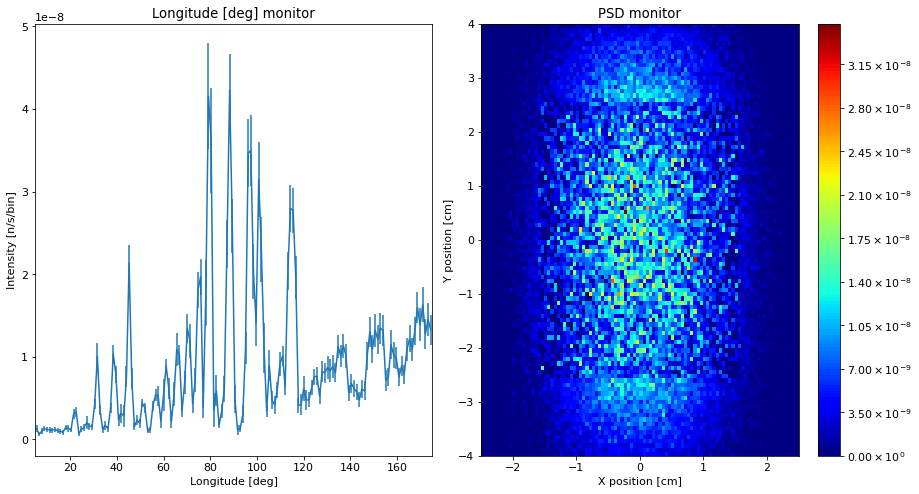 Longitude [deg] monitor
1e−8
5
4
3
2
1
0
Intensity [n/s/bin]
20 40 60 80 100 120 140 160
Longitude [deg]
PSD monitor
4
3
2
1
0
−1
−2
−3
−4
Y position [cm]
−2 −1 0 1 2
X position [cm]
3.15 × 10⁻⁸
2.80 × 10⁻⁸
2.45 × 10⁻⁸
2.10 × 10⁻⁸
1.75 × 10⁻⁸
1.40 × 10⁻⁸
1.05 × 10⁻⁸
7.00 × 10⁻⁹
3.50 × 10⁻⁹
0.00 × 10⁰